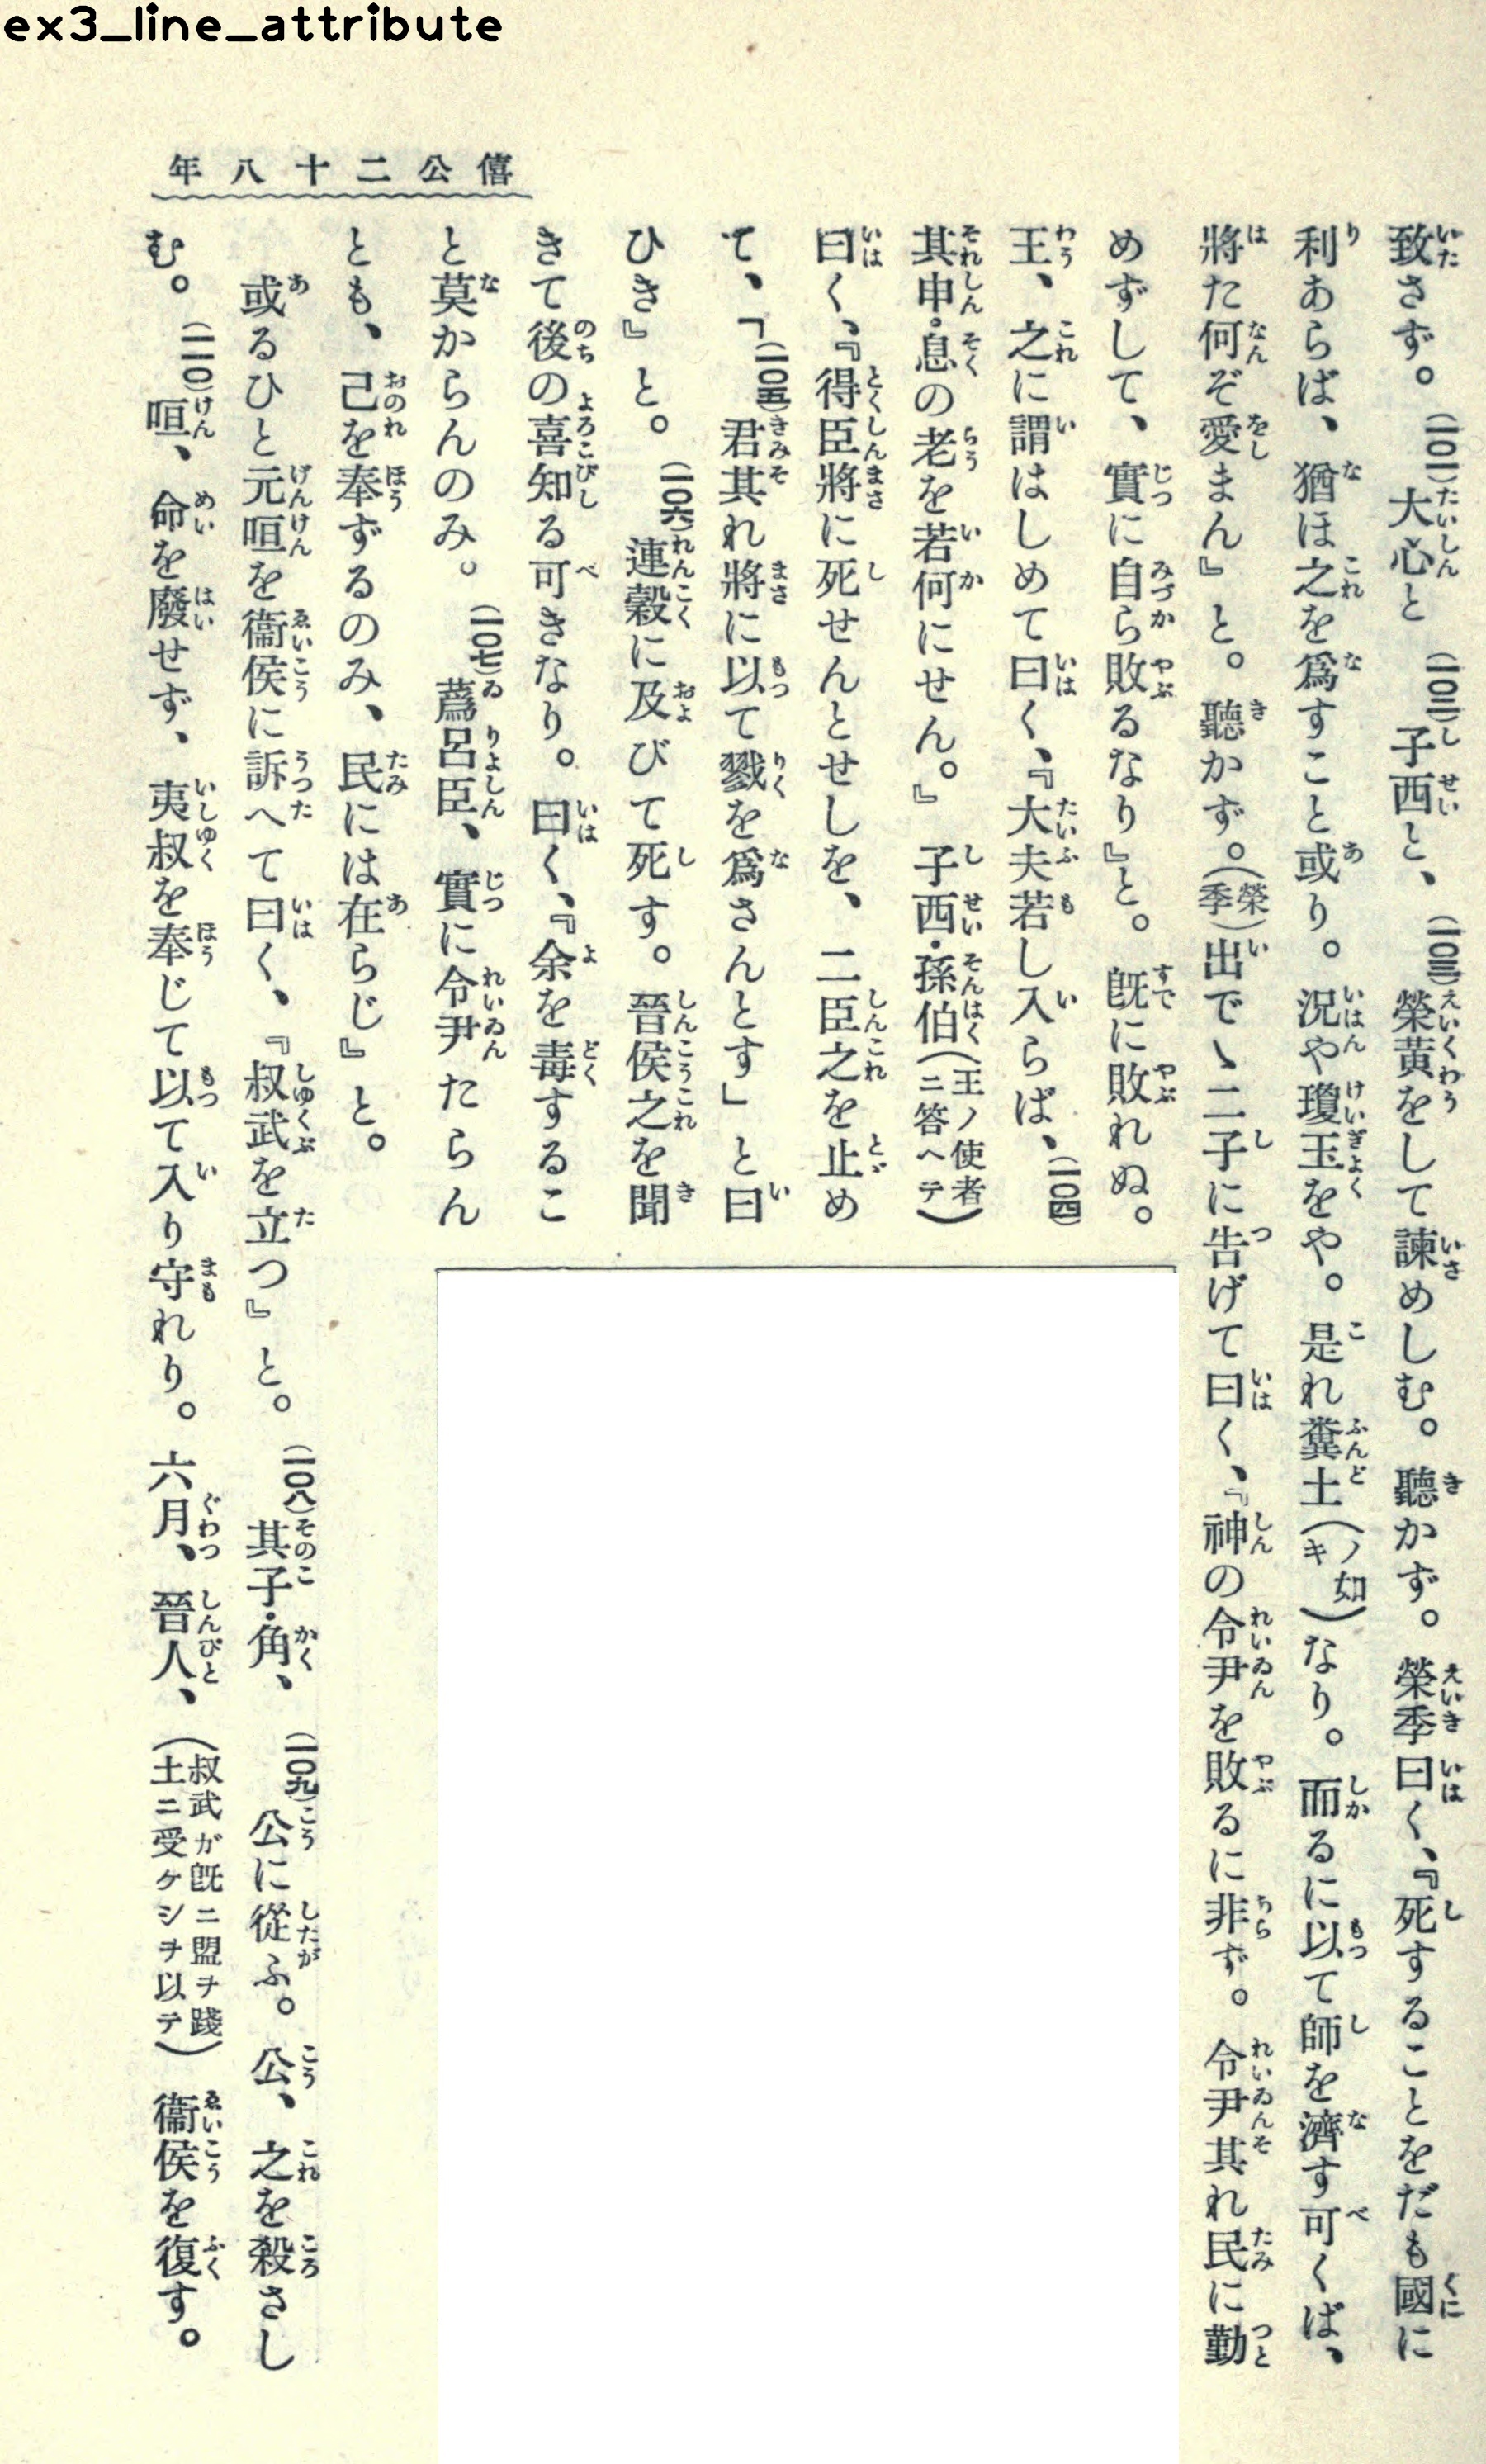 ex3_line_attribute
僖公二十八年
致さず。(一〇一)大心と(一〇二)子西と、(一〇三)榮黄をして諫めしむ。聽かず。榮季曰く、『死することをだも國に
利あらば、猶ほ之を爲すこと或り。況や瓊玉をや。是れ糞土(ノ如キ)なり。而るに以て師を濟す可くば、
將た何ぞ愛まん』と。聽かず。(榮季)出でゝ二子に告げて曰く、『神の令尹を敗るに非ず。令尹其れ民に勤
めずして、實に自ら敗るなり』と。既に敗れぬ。
王、之に謂はしめて曰く、『大夫若し入らば、(一〇四)
其申・息の老を若何にせん。』子西・孫伯(王ノ使者ニ答ヘテ)
曰く、『得臣將に死せんとせしを、二臣之を止め
て、「(一〇五)君其れ將に以て戮を爲さんとす」と曰
ひき』と。(一〇六)連穀に及びて死す。晉侯之を聞
きて後の喜知る可きなり。曰く、『余を毒するこ
と莫からんのみ。(一〇七)蔿呂臣、實に令尹たらん
とも、己を奉ずるのみ、民には在らじ』と。
或るひと元咺を衞侯に訴へて曰く、『叔武を立つ』と。(一〇八)其子・角、(一〇九)公に從ふ。公、之を殺さし
む。(一一〇)咺、命を廢せず、夷叔を奉じて以て入り守れり。六月、晉人、(叔武が既ニ盟ヲ踐土ニ受ケシヲ以テ)衞侯を復す。